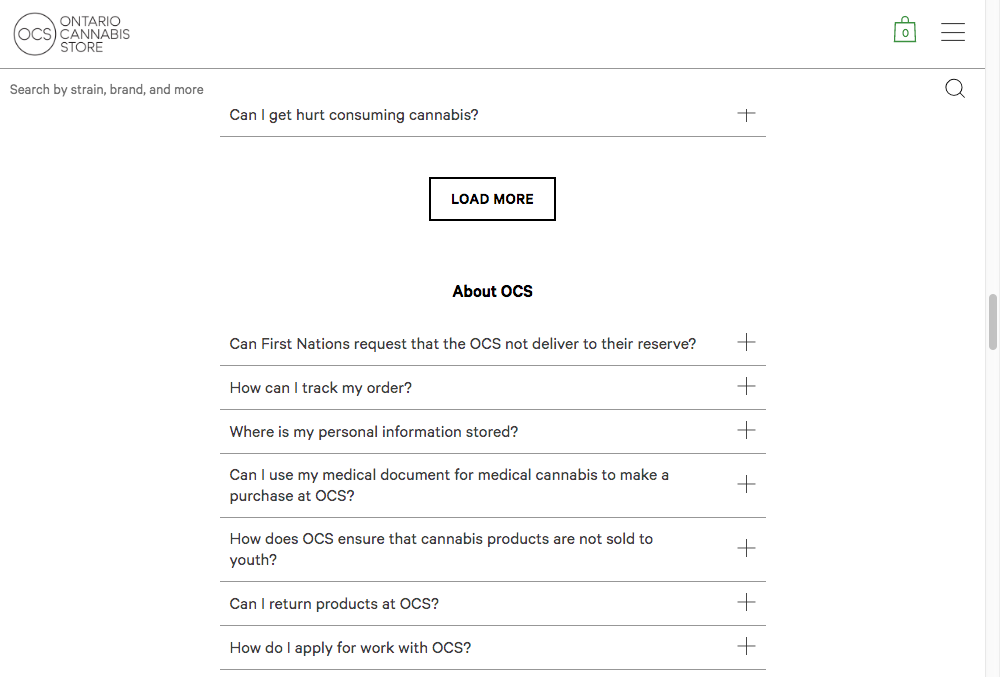 OCS
ONTARIO
CANNABIS
STORE
0
Search by strain, brand, and more
Can I get hurt consuming cannabis?
LOAD MORE
About OCS
Can First Nations request that the OCS not deliver to their reserve?
How can I track my order?
Where is my personal information stored?
Can I use my medical document for medical cannabis to make a
purchase at OCS?
How does OCS ensure that cannabis products are not sold to
youth?
Can I return products at OCS?
How do I apply for work with OCS?